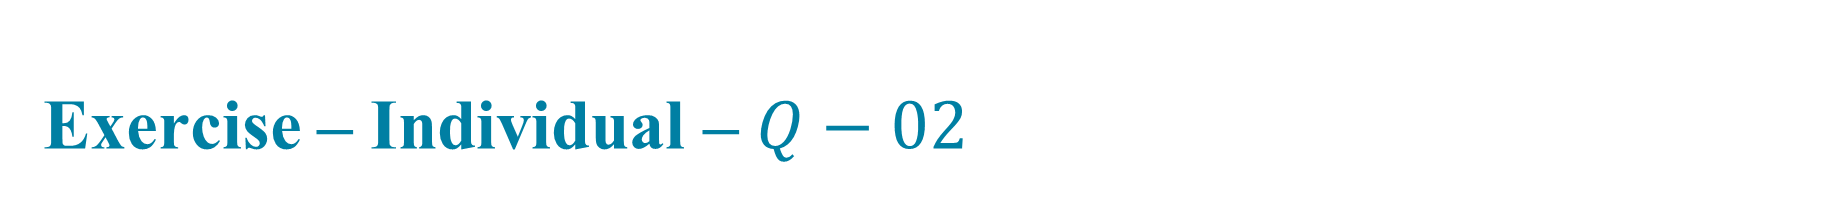 Exercise – Individual – Q − 02